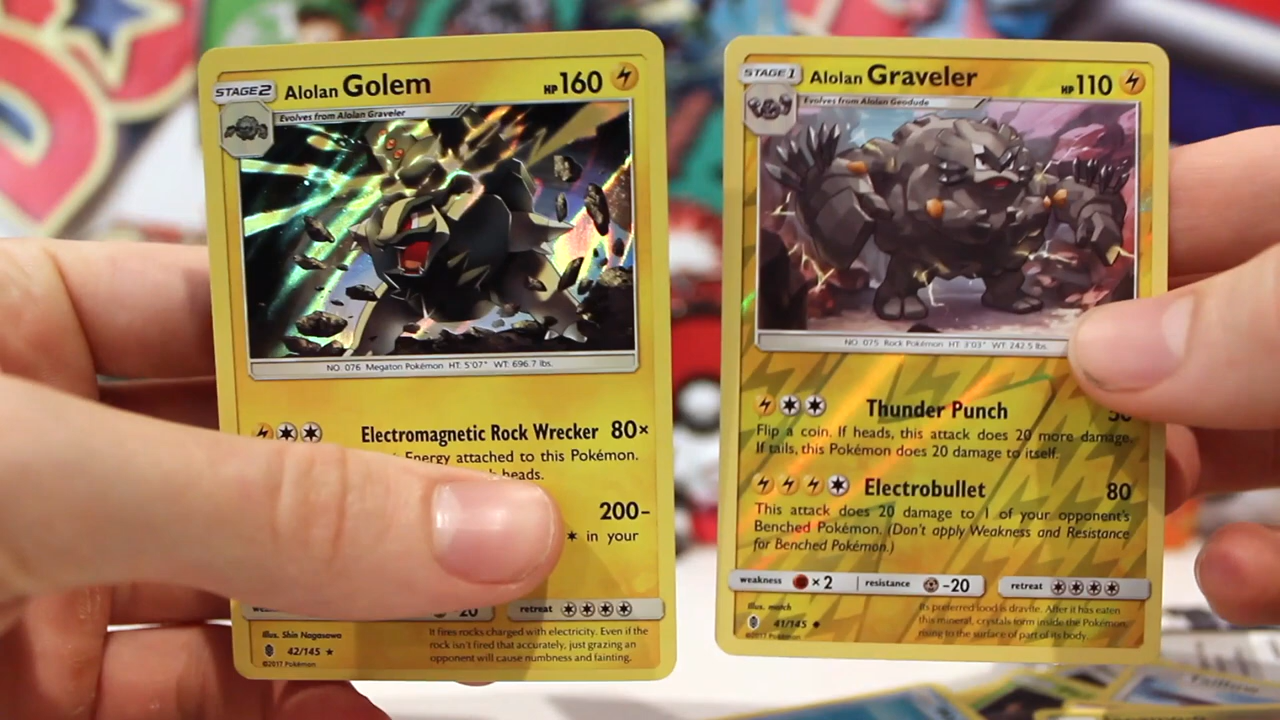 STAGE 2 Alolan Golem HP 160
Evolves from Alolan Graveler
NO. 076 Megaton Pokémon HT: 5'07" WT: 696.7 lbs.
Electromagnetic Rock Wrecker 80×
Energy attached to this Pokémon.
heads.
200-
in your
-20 retreat
Illus. Shin Nagasawa
42/145
©2017 Pokémon
It fires rocks charged with electricity. Even if the
rock isn't fired that accurately, just grazing an
opponent will cause numbness and fainting.
STAGE 1 Alolan Graveler HP 110
Evolves from Alolan Geodude
NO. 075 Rock Pokémon HT: 3'03" WT: 242.5 lbs.
Thunder Punch
Flip a coin. If heads, this attack does 20 more damage.
If tails, this Pokémon does 20 damage to itself.
Electrobullet 80
This attack does 20 damage to 1 of your opponent's
Benched Pokémon. (Don't apply Weakness and Resistance
for Benched Pokémon.)
weakness ×2 resistance -20 retreat
Illus. match
41/145
©2017 Pokémon
Its preferred food is dravite. After it has eaten
this mineral, crystals form inside the Pokémon,
rising to the surface of part of its body.